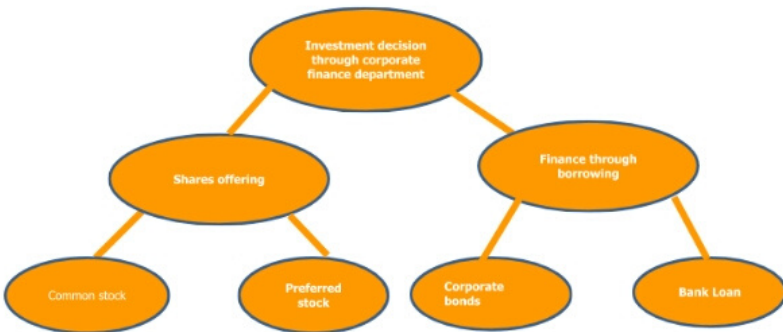 Investment decision
through corporate
finance department
Shares offering
Finance through
borrowing
Common stock
Preferred
stock
Corporate
bonds
Bank Loan